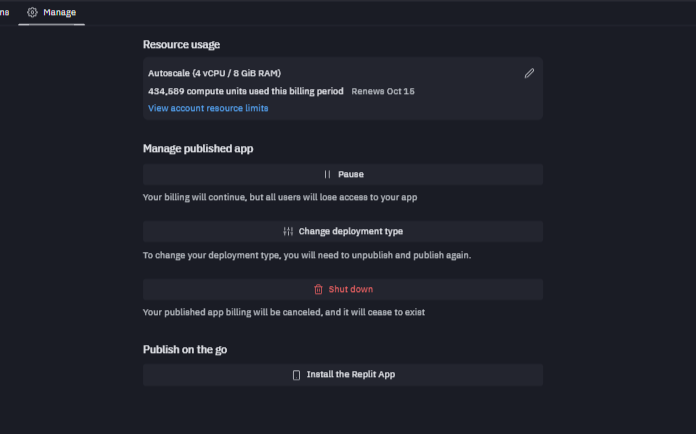 ns
Manage
Resource usage
Autoscale (4 vCPU / 8 GiB RAM)
434,589 compute units used this billing period Renews Oct 15
View account resource limits
Manage published app
Pause
Your billing will continue, but all users will lose access to your app
Change deployment type
To change your deployment type, you will need to unpublish and publish again.
Shut down
Your published app billing will be canceled, and it will cease to exist
Publish on the go
Install the Replit App